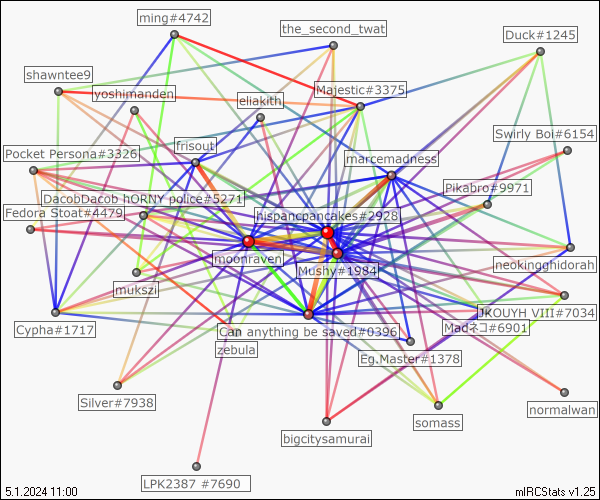 ming#4742
the_second_twat
Duck#1245
shawntee9
yoshimanden
eliakith
Majestic#3375
Swirly Boi#6154
frisout
Pocket Persona#3326
marcemadness
Pikabro#9971
DacobDacob hORNY police#5271
Fedora Stoat#4479
hispancpancakes#2928
moonraven
Mushy#1984
neokingghidorah
mukszi
JKOUYH VIII#7034
Cypha#1717
Can anything be saved#0396
Madネコ#6901
zebula
Eg.Master#1378
Silver#7938
normalwan
somass
bigcitysamurai
LPK2387 #7690
5.1.2024 11:00
mIRCStats v1.25